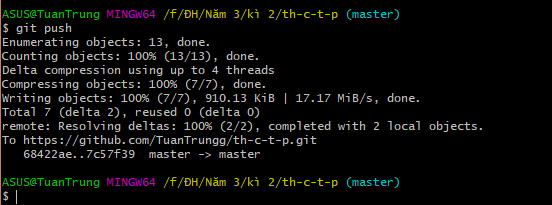 ASUS@TuanTrung MINGW64 /f/ĐH/Năm 3/kì 2/th-c-t-p (master)
$ git push
Enumerating objects: 13, done.
Counting objects: 100% (13/13), done.
Delta compression using up to 4 threads
Compressing objects: 100% (7/7), done.
Writing objects: 100% (7/7), 910.13 KiB | 17.17 MiB/s, done.
Total 7 (delta 2), reused 0 (delta 0)
remote: Resolving deltas: 100% (2/2), completed with 2 local objects.
To https://github.com/TuanTrungg/th-c-t-p.git
   68422ae..7c57f39  master -> master

ASUS@TuanTrung MINGW64 /f/ĐH/Năm 3/kì 2/th-c-t-p (master)
$